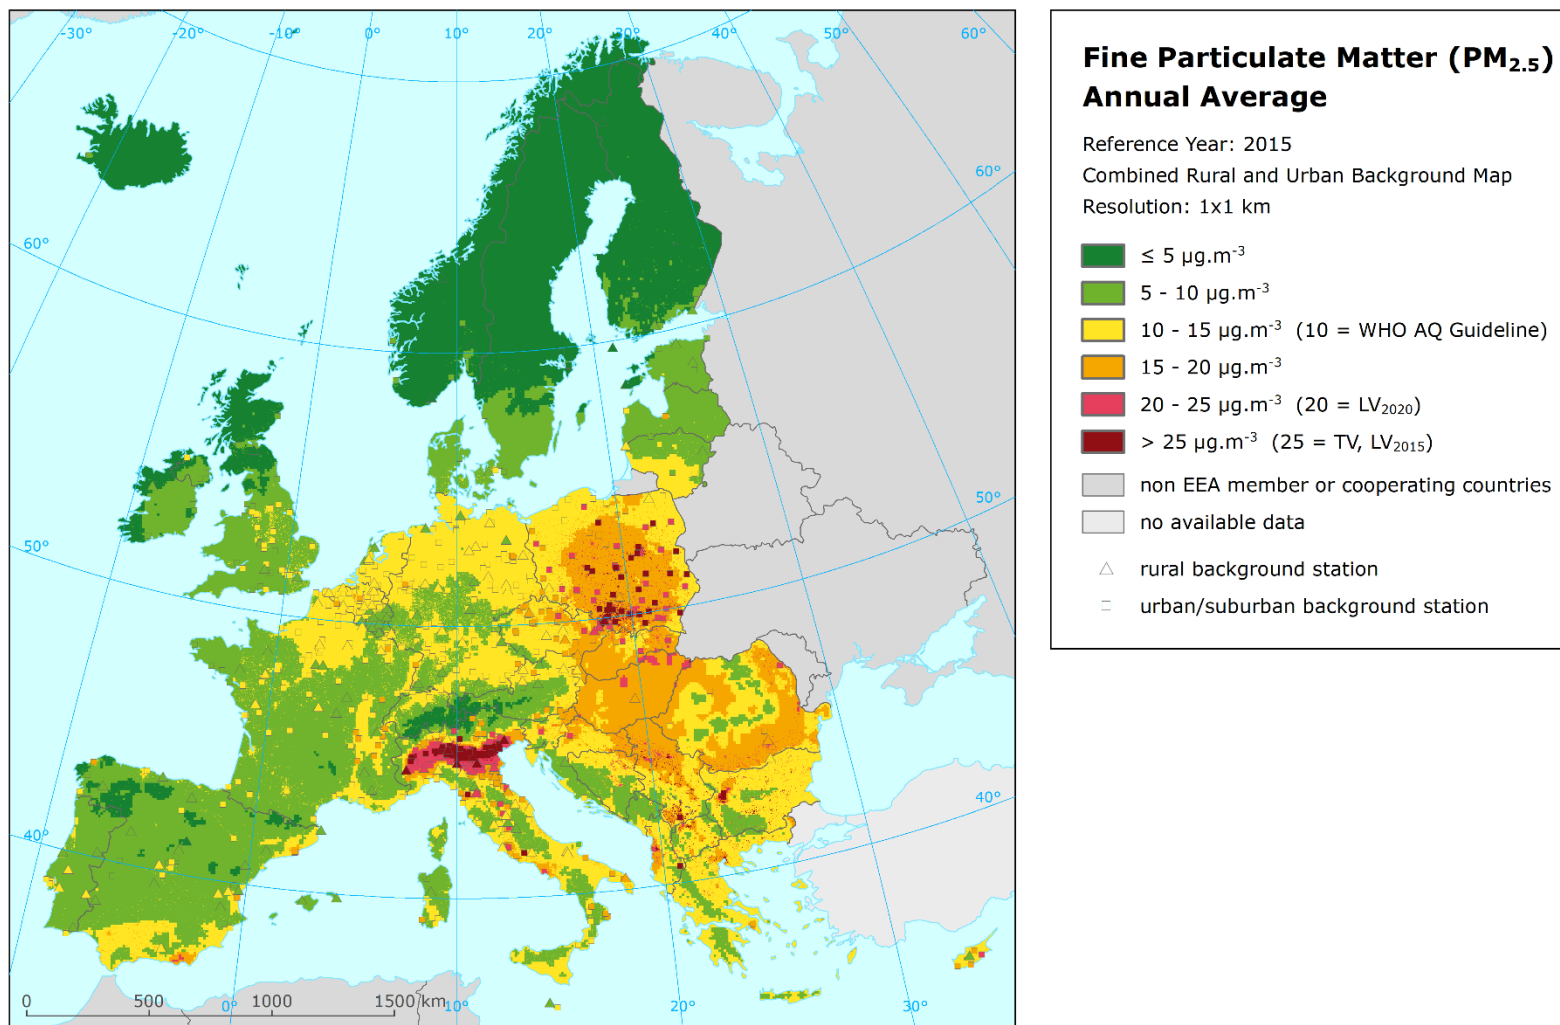 -30° -20° -10° 0° 10° 20° 30° 40° 50° 60°
60° 60°
50° 50°
40° 40°
0 500 1000 1500 km
0° 10° 20° 30°
Fine Particulate Matter (PM2.5)
Annual Average
Reference Year: 2015
Combined Rural and Urban Background Map
Resolution: 1x1 km
≤ 5 µg.m-3
5 - 10 µg.m-3
10 - 15 µg.m-3 (10 = WHO AQ Guideline)
15 - 20 µg.m-3
20 - 25 µg.m-3 (20 = LV2020)
> 25 µg.m-3 (25 = TV, LV2015)
non EEA member or cooperating countries
no available data
rural background station
urban/suburban background station